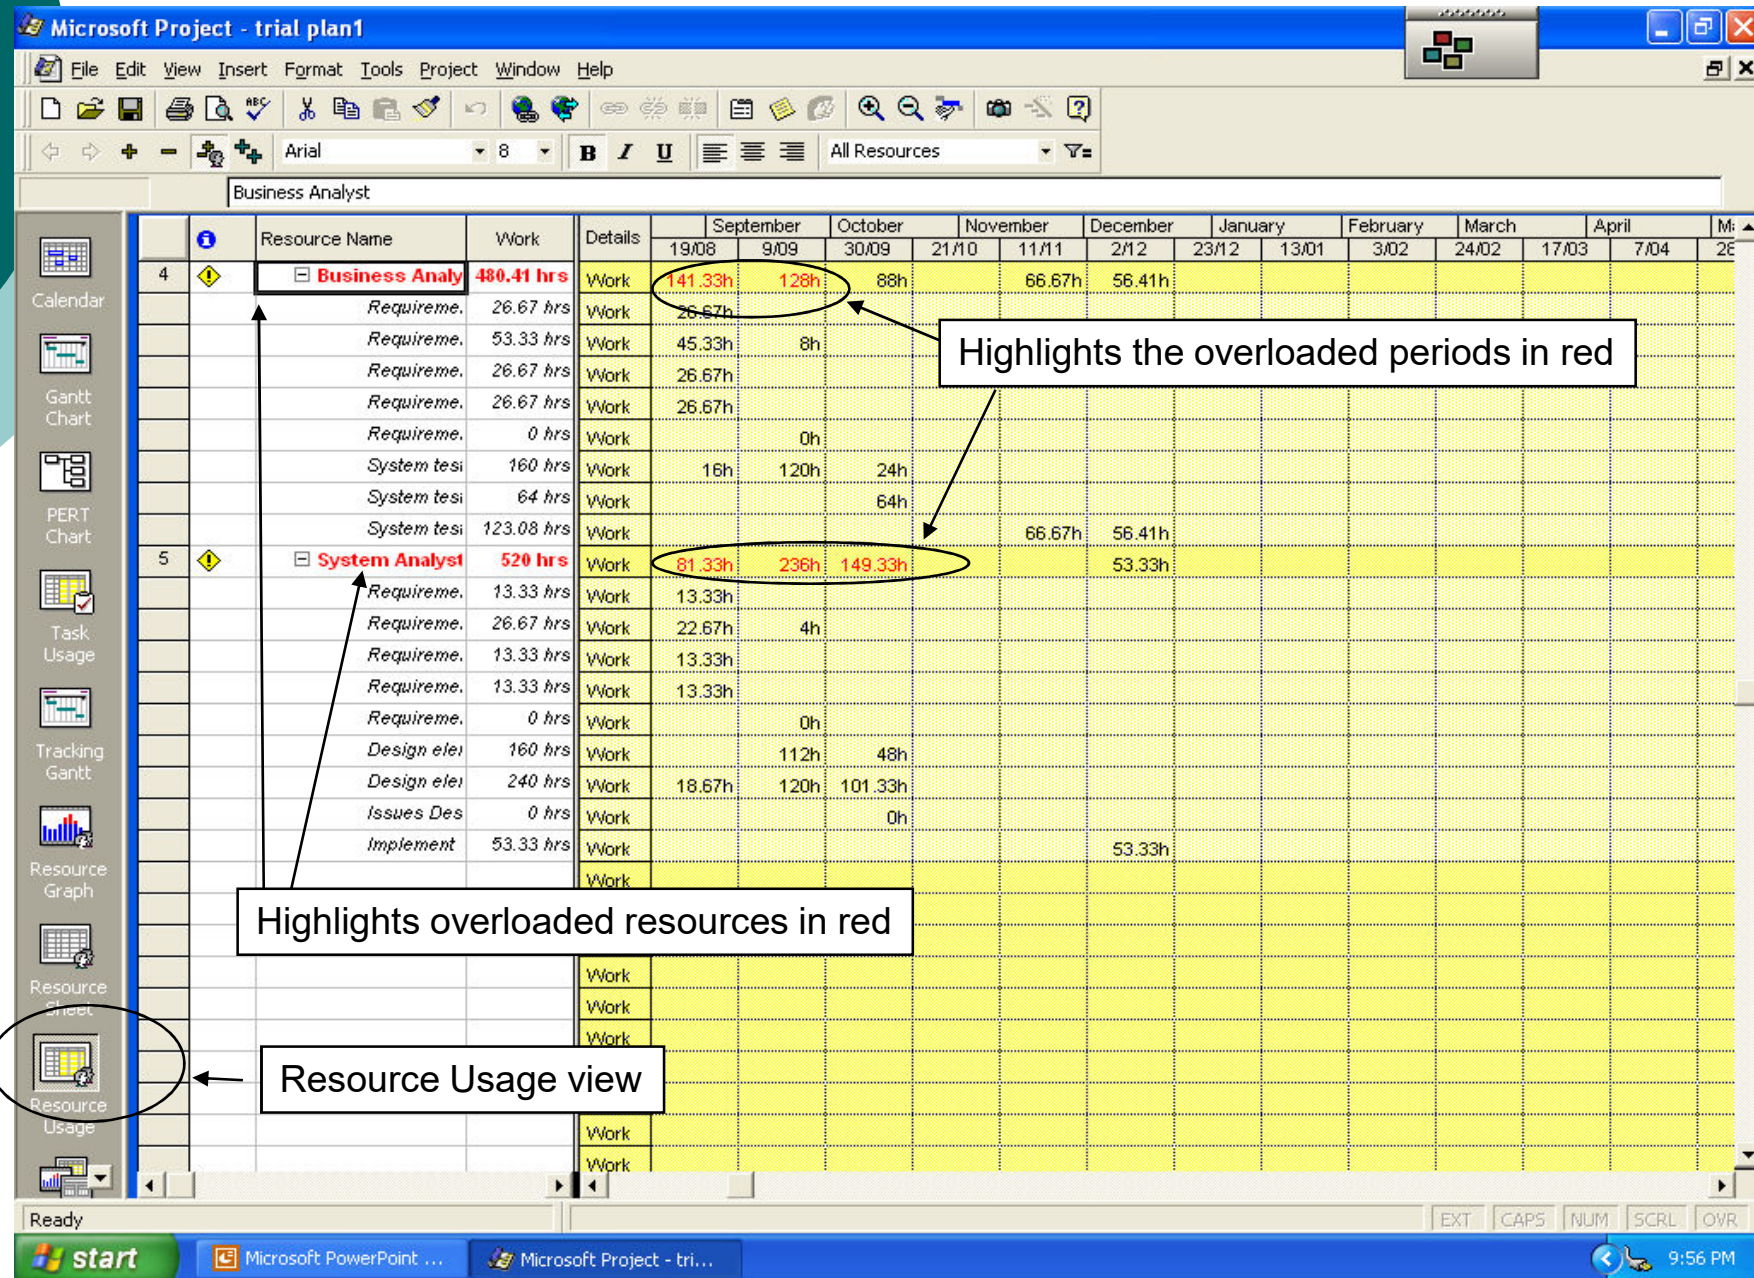 Microsoft Project - trial plan1
File Edit View Insert Format Tools Project Window Help
Arial 8 B I U All Resources
Business Analyst
Resource Name Work Details September October November December January February March April
19/08 9/09 30/09 21/10 11/11 2/12 23/12 13/01 3/02 24/02 17/03 7/04 28
4 Business Analy 480.41 hrs Work 141.33h 128h 88h 66.67h 56.41h
Requireme. 26.67 hrs Work 26.67h
Requireme. 53.33 hrs Work 45.33h 8h
Requireme. 26.67 hrs Work 26.67h
Requireme. 26.67 hrs Work 26.67h
Requireme. 0 hrs Work 0h
System tes 160 hrs Work 16h 120h 24h
System tes 64 hrs Work 64h
System tes 123.08 hrs Work 66.67h 56.41h
5 System Analyst 520 hrs Work 81.33h 236h 149.33h 53.33h
Requireme. 13.33 hrs Work 13.33h
Requireme. 26.67 hrs Work 22.67h 4h
Requireme. 13.33 hrs Work 13.33h
Requireme. 13.33 hrs Work 13.33h
Requireme. 0 hrs Work 0h
Design ele 160 hrs Work 112h 48h
Design ele 240 hrs Work 18.67h 120h 101.33h
Issues Des 0 hrs Work 0h
Implement 53.33 hrs Work 53.33h
Work
Work
Work
Work
Work
Work
Highlights the overloaded periods in red
Highlights overloaded resources in red
Resource Usage view
Calendar
Gantt
Chart
PERT
Chart
Task
Usage
Tracking
Gantt
Resource
Graph
Resource
Sheet
Resource
Usage
Ready
EXT CAPS NUM SCRL OVR
start Microsoft PowerPoint ... Microsoft Project - tri... 9:56 PM